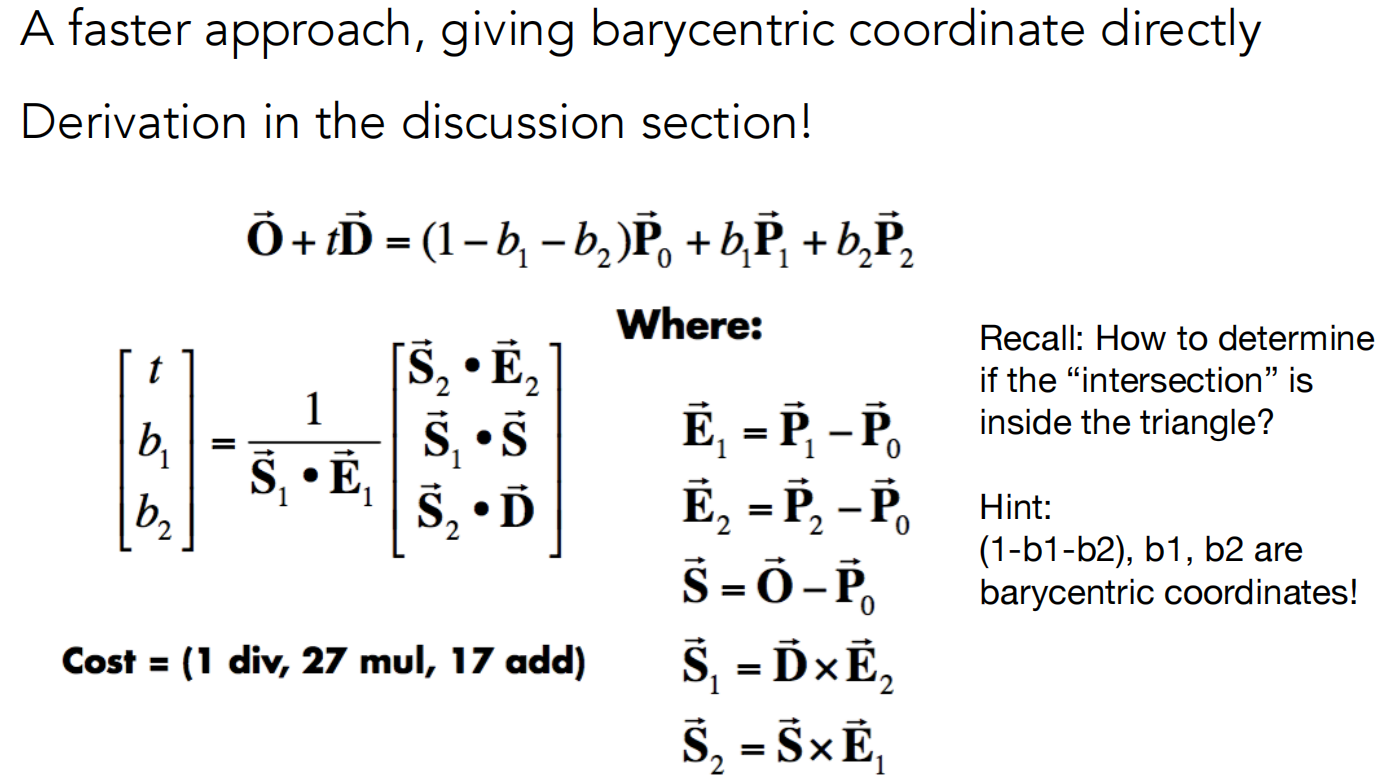 A faster approach, giving barycentric coordinate directly
Derivation in the discussion section!
$\vec{\mathbf{O}} + t\vec{\mathbf{D}} = (1 - b_1 - b_2)\vec{\mathbf{P}}_0 + b_1\vec{\mathbf{P}}_1 + b_2\vec{\mathbf{P}}_2$
$\begin{bmatrix} t \\ b_1 \\ b_2 \end{bmatrix} = \frac{1}{\vec{\mathbf{S}}_1 \bullet \vec{\mathbf{E}}_1} \begin{bmatrix} \vec{\mathbf{S}}_2 \bullet \vec{\mathbf{E}}_2 \\ \vec{\mathbf{S}}_1 \bullet \vec{\mathbf{S}} \\ \vec{\mathbf{S}}_2 \bullet \vec{\mathbf{D}} \end{bmatrix}$
Cost = (1 div, 27 mul, 17 add)
Where:
$\vec{\mathbf{E}}_1 = \vec{\mathbf{P}}_1 - \vec{\mathbf{P}}_0$
$\vec{\mathbf{E}}_2 = \vec{\mathbf{P}}_2 - \vec{\mathbf{P}}_0$
$\vec{\mathbf{S}} = \vec{\mathbf{O}} - \vec{\mathbf{P}}_0$
$\vec{\mathbf{S}}_1 = \vec{\mathbf{D}} \times \vec{\mathbf{E}}_2$
$\vec{\mathbf{S}}_2 = \vec{\mathbf{S}} \times \vec{\mathbf{E}}_1$
Recall: How to determine
if the “intersection” is
inside the triangle?
Hint:
(1-b1-b2), b1, b2 are
barycentric coordinates!